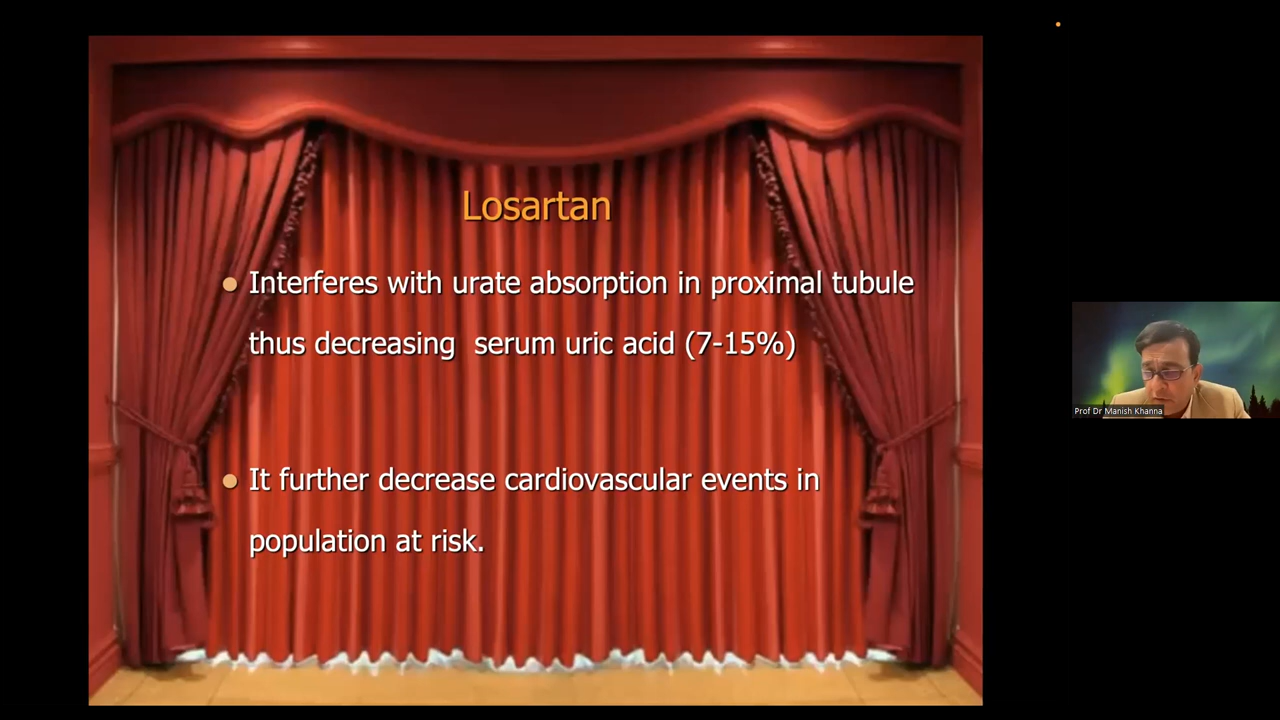 Losartan
Interferes with urate absorption in proximal tubule
thus decreasing serum uric acid (7-15%)
It further decrease cardiovascular events in
population at risk.
Prof Dr Manish Khanna